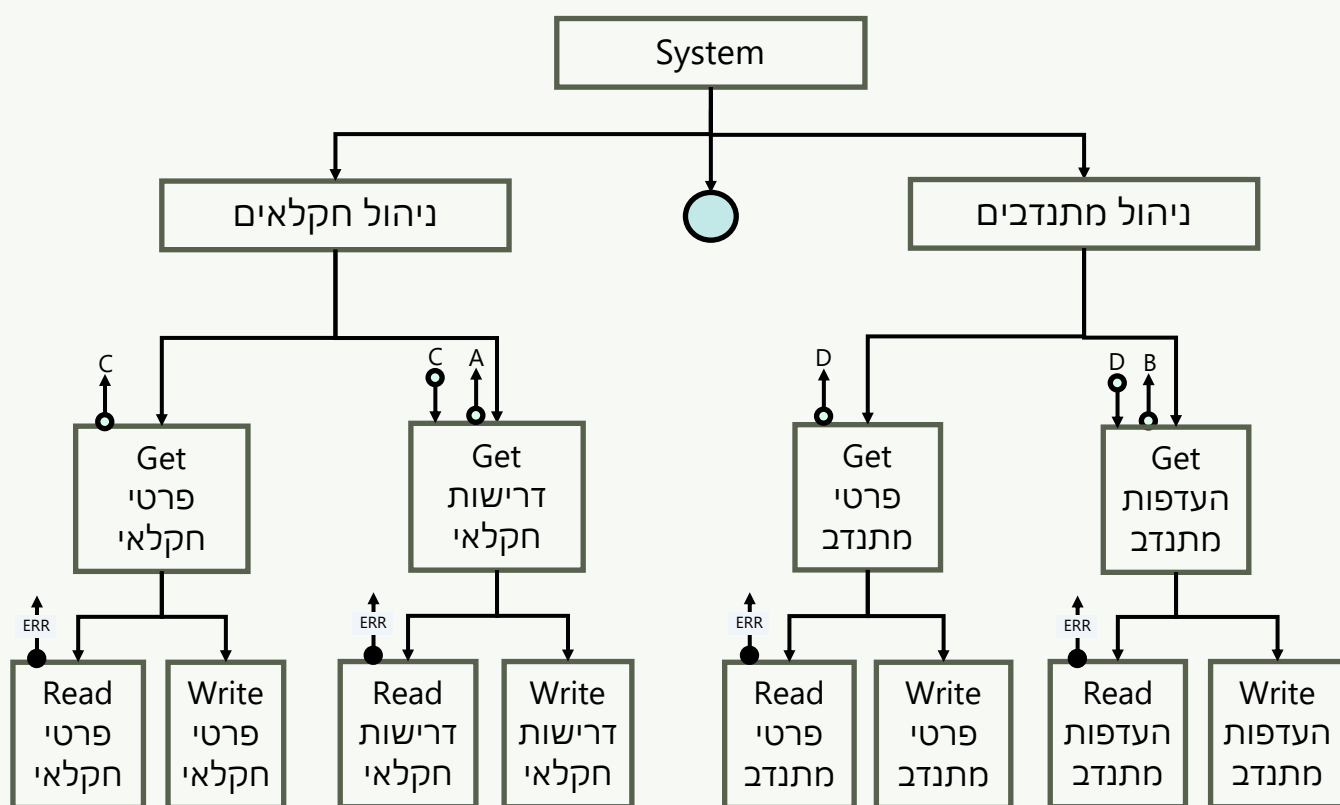 System
ניהול חקלאים
ניהול מתנדבים
C
C
A
D
D
B
Get
פרטי
חקלאי
Get
דרישות
חקלאי
Get
פרטי
מתנדב
Get
העדפות
מתנדב
ERR
ERR
ERR
ERR
Read
פרטי
חקלאי
Write
פרטי
חקלאי
Read
דרישות
חקלאי
Write
דרישות
חקלאי
Read
פרטי
מתנדב
Write
פרטי
מתנדב
Read
העדפות
מתנדב
Write
העדפות
מתנדב